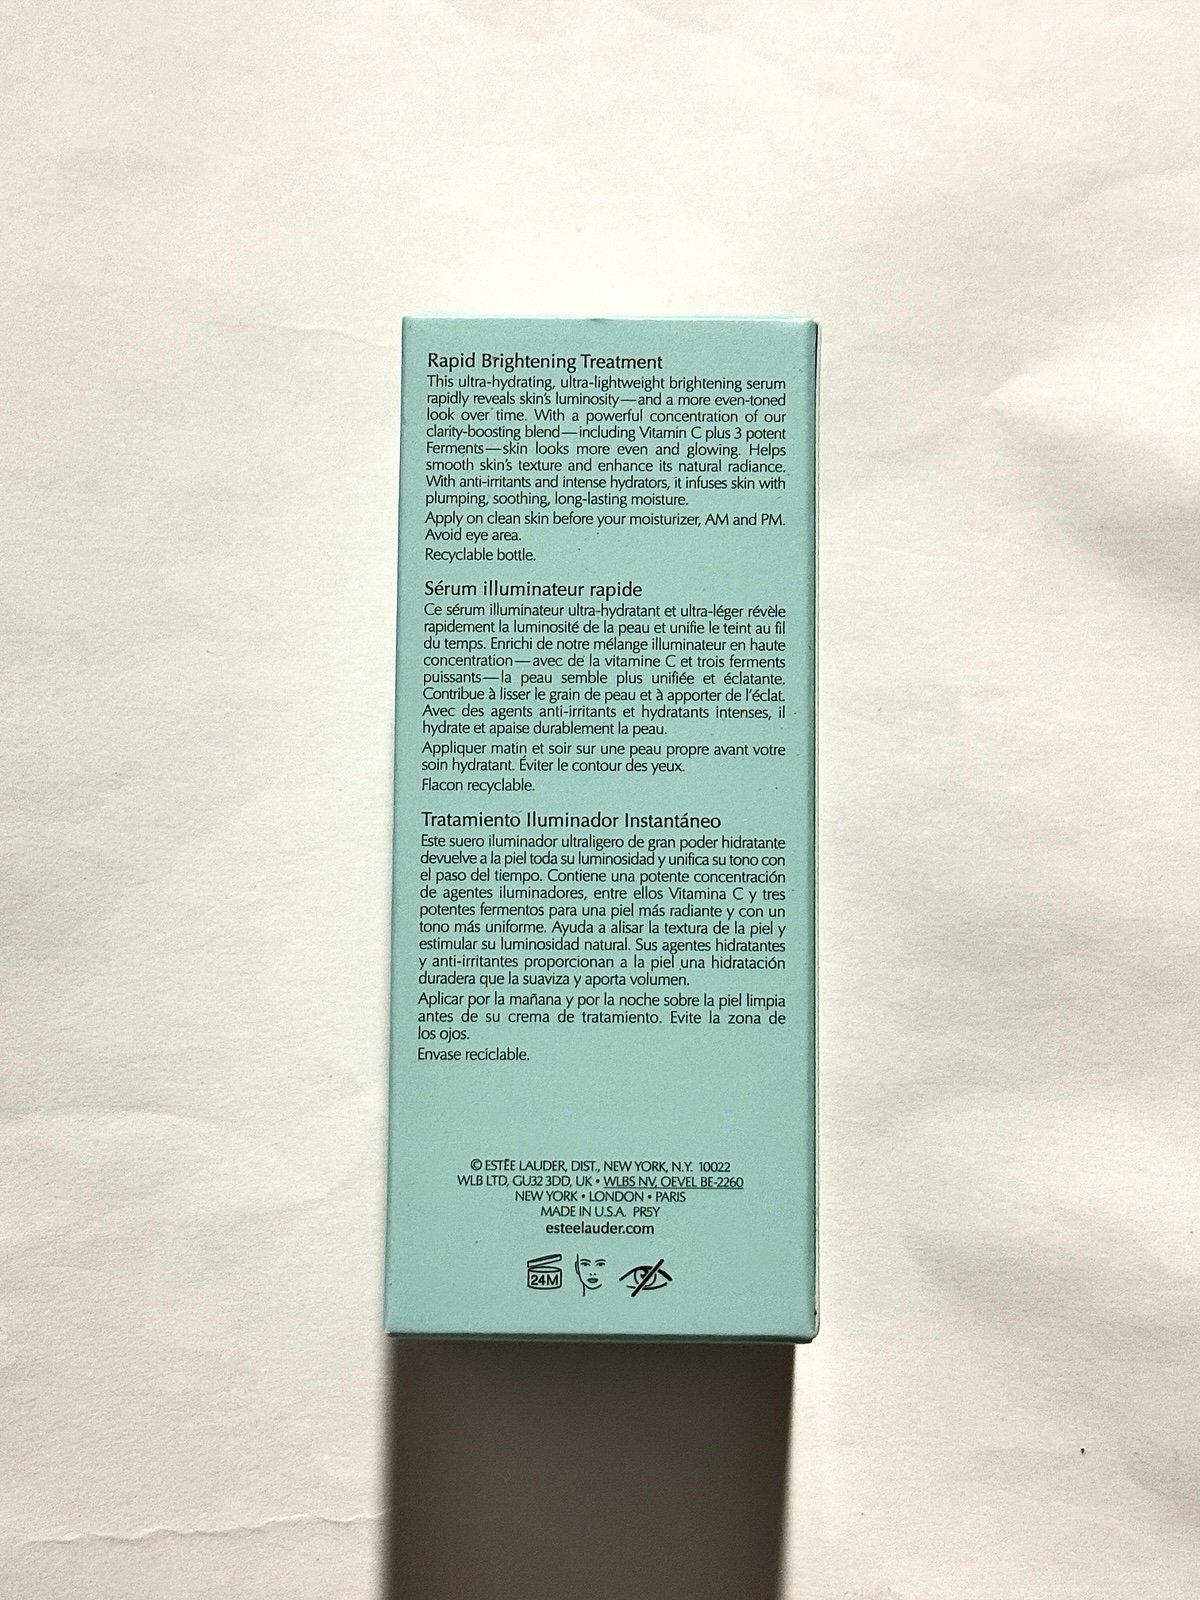 Rapid Brightening Treatment
This ultra-hydrating, ultra-lightweight brightening serum
rapidly reveals skin's luminosity—and a more even-toned
look over time. With a powerful concentration of our
clarity-boosting blend—including Vitamin C plus 3 potent
Ferments—skin looks more even and glowing. Helps
smooth skin's texture and enhance its natural radiance.
With anti-irritants and intense hydrators, it infuses skin with
plumping, soothing, long-lasting moisture.
Apply on clean skin before your moisturizer, AM and PM.
Avoid eye area.
Recyclable bottle.
Sérum illuminateur rapide
Ce sérum illuminateur ultra-hydratant et ultra-léger révèle
rapidement la luminosité de la peau et unifie le teint au fil
du temps. Enrichi de notre mélange illuminateur en haute
concentration—avec de la vitamine C et trois ferments
puissants—la peau semble plus unifiée et éclatante.
Contribue à lisser le grain de peau et à apporter de l'éclat.
Avec des agents anti-irritants et hydratants intenses, il
hydrate et apaise durablement la peau.
Appliquer matin et soir sur une peau propre avant votre
soin hydratant. Éviter le contour des yeux.
Flacon recyclable.
Tratamiento Iluminador Instantáneo
Este suero iluminador ultraligero de gran poder hidratante
devuelve a la piel toda su luminosidad y unifica su tono con
el paso del tiempo. Contiene una potente concentración
de agentes iluminadores, entre ellos Vitamina C y tres
potentes fermentos para una piel más radiante y con un
tono más uniforme. Ayuda a alisar la textura de la piel y
estimular su luminosidad natural. Sus agentes hidratantes
y anti-irritantes proporcionan a la piel una hidratación
duradera que la suaviza y aporta volumen.
Aplicar por la mañana y por la noche sobre la piel limpia
antes de su crema de tratamiento. Evite la zona de
los ojos.
Envase reciclable.
© ESTĒE LAUDER, DIST., NEW YORK, N.Y. 10022
WLB LTD, GU32 3DD, UK • WLBS NV, OEVEL BE-2260
NEW YORK • LONDON • PARIS
MADE IN U.S.A. PR5Y
esteelauder.com
24M